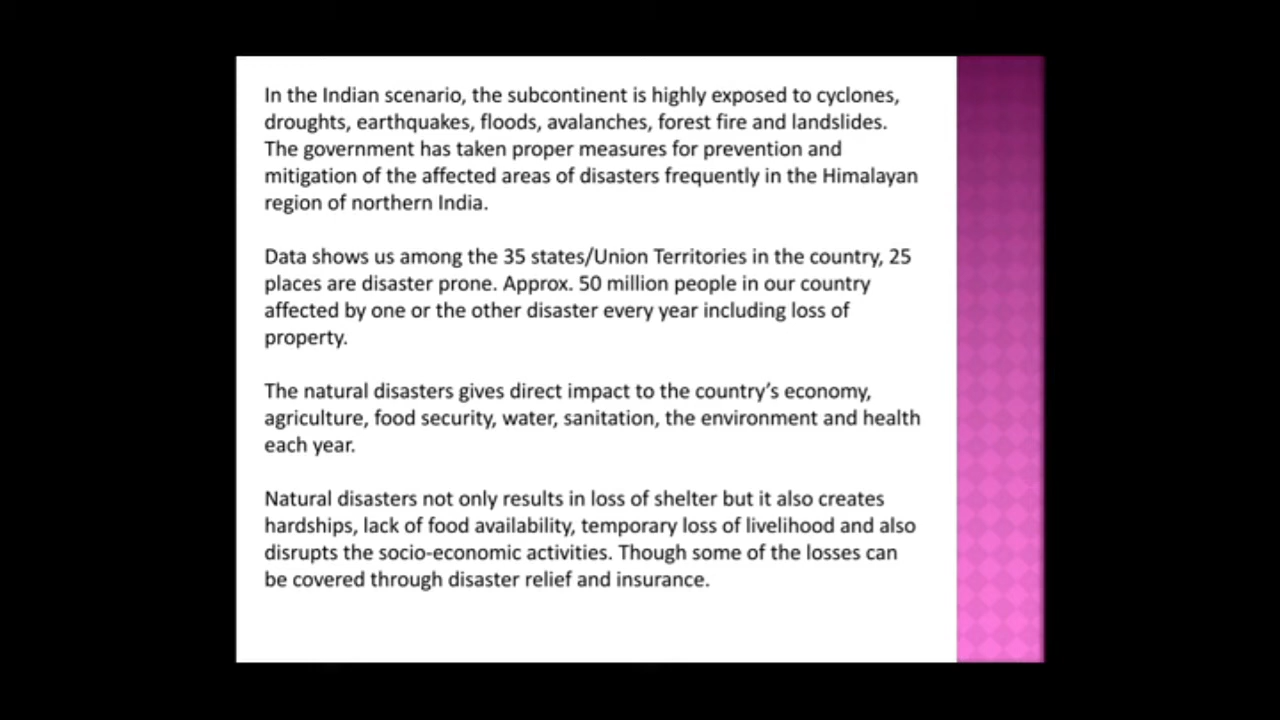 In the Indian scenario, the subcontinent is highly exposed to cyclones,
droughts, earthquakes, floods, avalanches, forest fire and landslides.
The government has taken proper measures for prevention and
mitigation of the affected areas of disasters frequently in the Himalayan
region of northern India.
Data shows us among the 35 states/Union Territories in the country, 25
places are disaster prone. Approx. 50 million people in our country
affected by one or the other disaster every year including loss of
property.
The natural disasters gives direct impact to the country’s economy,
agriculture, food security, water, sanitation, the environment and health
each year.
Natural disasters not only results in loss of shelter but it also creates
hardships, lack of food availability, temporary loss of livelihood and also
disrupts the socio-economic activities. Though some of the losses can
be covered through disaster relief and insurance.